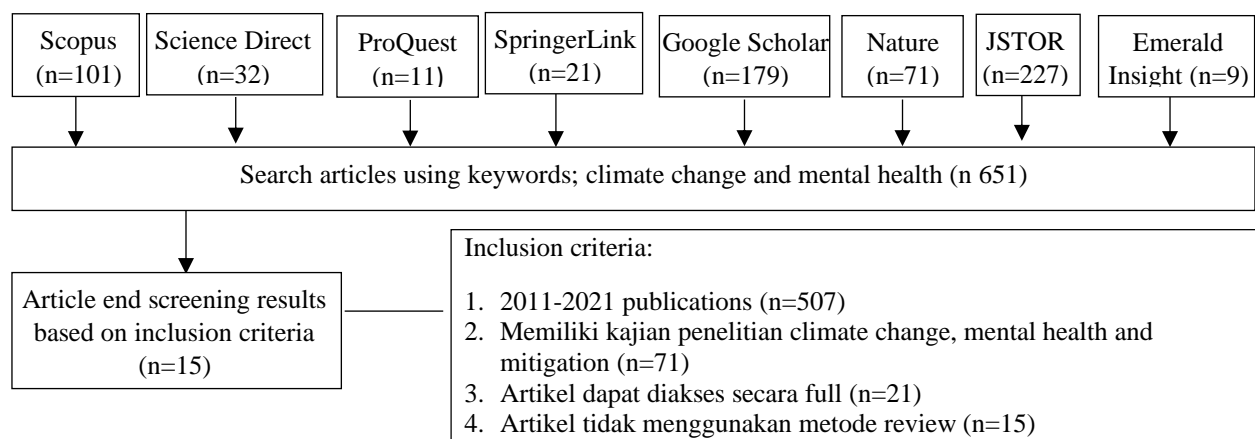 Scopus
(n=101)
Science Direct
(n=32)
ProQuest
(n=11)
SpringerLink
(n=21)
Google Scholar
(n=179)
Nature
(n=71)
JSTOR
(n=227)
Emerald
Insight (n=9)
Search articles using keywords; climate change and mental health (n 651)
Article end screening results
based on inclusion criteria
(n=15)
Inclusion criteria:
1. 2011-2021 publications (n=507)
2. Memiliki kajian penelitian climate change, mental health and
mitigation (n=71)
3. Artikel dapat diakses secara full (n=21)
4. Artikel tidak menggunakan metode review (n=15)